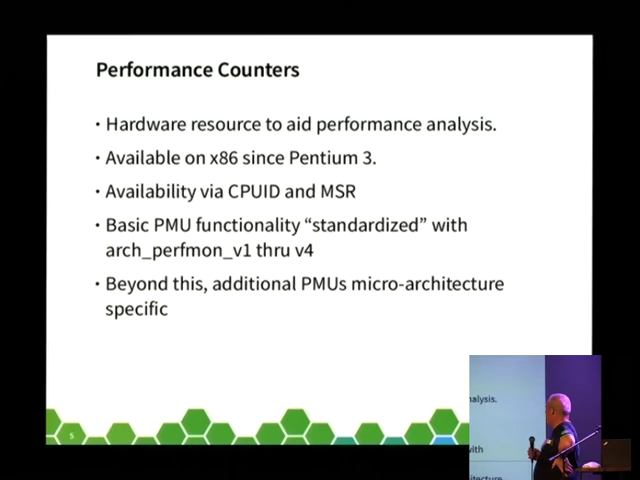 Performance Counters
· Hardware resource to aid performance analysis.
· Available on x86 since Pentium 3.
· Availability via CPUID and MSR
· Basic PMU functionality “standardized” with
arch_perfmon_v1 thru v4
· Beyond this, additional PMUs micro-architecture
specific
5
nalysis.
with
itecture